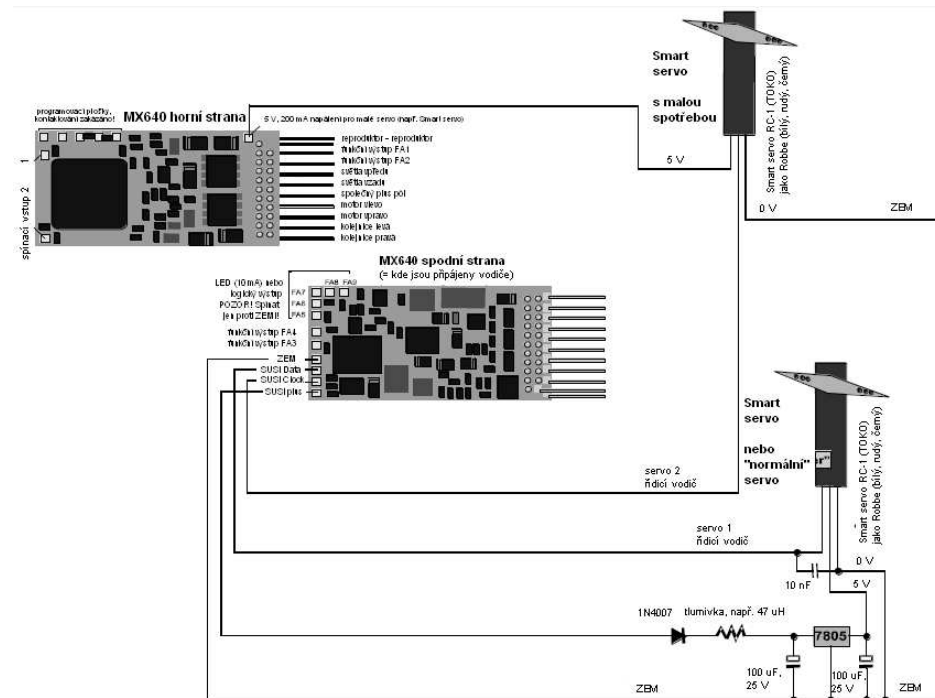 Smart
servo
s malou
spotřebou
Smart servo RC-1 (TOKO)
jako Robbe (bílý, rudý, černý)
programovací plošky,
kontaktování zakázáno!
MX640 horní strana
5 V, 200 mA napálení pro malé servo (např. Smart servo)
reproduktor - reproduktor
funkční výstup FA1
funkční výstup FA2
světla vpředu
světla vzadu
společný plus pól
motor vlevo
motor vpravo
kolejnice levá
kolejnice pravá
1
spínací vstup 2
5 V
0 V
ZEM
MX640 spodní strana
(= kde jsou připájeny vodiče)
LED (10 mA) nebo
logický výstup
POZOR! Spínat
jen proti ZEMI!
FA8 FA9
FA7
FA6
FA5
funkční výstup FA4
funkční výstup FA3
ZEM
SUSI Data
SUSI Clock
SUSI plus
Smart
servo
nebo
"normální"
servo
er"
Smart servo RC-1 (TOKO)
jako Robbe (bílý, rudý, černý)
servo 2
řídicí vodič
servo 1
řídicí vodič
0 V
10 nF
5 V
1N4007
tlumivka, např. 47 uH
7805
100 uF,
25 V
100 uF,
25 V
ZEM
ZEM